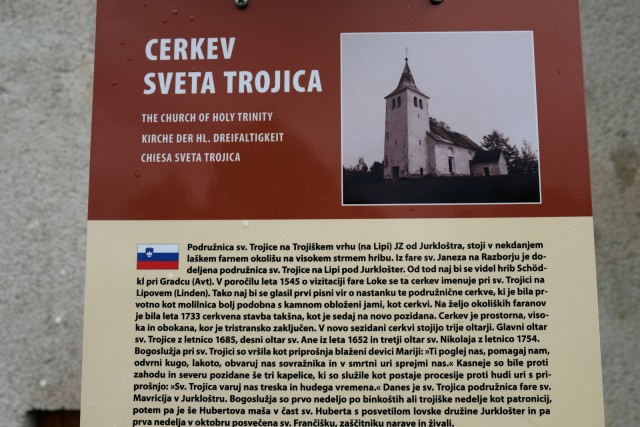 CERKEV
SVETA TROJICA
THE CHURCH OF HOLY TRINITY
KIRCHE DER HL. DREIFALTIGKEIT
CHIESA SVETA TROJICA
Podružnica sv. Trojice na Trojiškem vrhu (na Lipi) JZ od Jurkloštra, stoji v nekdanjem
laškem farnem okolišu na visokem strmem hribu. Iz fare sv. Janeza na Razborju je do-
deljena podružnica sv. Trojice na Lipi pod Jurklošter. Od tod naj bi se videl hrib Schöd-
kl pri Gradcu (Avt). V poročilu leta 1545 o vizitaciji fare Loke se ta cerkev imenuje pri sv. Trojici na
Lipovem (Linden). Tako naj bi se glasil prvi pisni vir o nastanku te podružnične cerkve, ki je bila pr-
votno kot molilnica bolj podobna s kamnom obloženi jami, kot cerkvi. Na željo okoliških faranov
je bila leta 1733 cerkvena stavba takšna, kot je sedaj na novo pozidana. Cerkev je prostorna, viso-
ka in obokana, kor je tristransko zaključen. V novo sezidani cerkvi stojijo trije oltarji. Glavni oltar
sv. Trojice z letnico 1685, desni oltar sv. Ane iz leta 1652 in tretji oltar sv. Nikolaja z letnico 1754.
Bogoslužja pri sv. Trojici so vršila kot priprošnja blaženi devici Mariji: »Ti poglej nas, pomagaj nam,
odvrni kugo, lakoto, obvaruj nas sovražnika in v smrtni uri sprejmi nas.« Kasneje so bile proti
zahodu in severu pozidane še tri kapelice, ki so služile kot postaje procesije proti hudi uri s pri-
prošnjo: »Sv. Trojica varuj nas treska in hudega vremena.« Danes je sv. Trojica podružnica fare sv.
Mavricija v Jurkloštru. Bogoslužja so prvo nedeljo po binkoštih ali trojiške nedelje kot patronicij,
potem pa je še Hubertova maša v čast sv. Huberta s posvetilom lovske družine Jurklošter in pa
prva nedelja v oktobru posvečena sv. Frančišku, zaščitniku narave in živali.